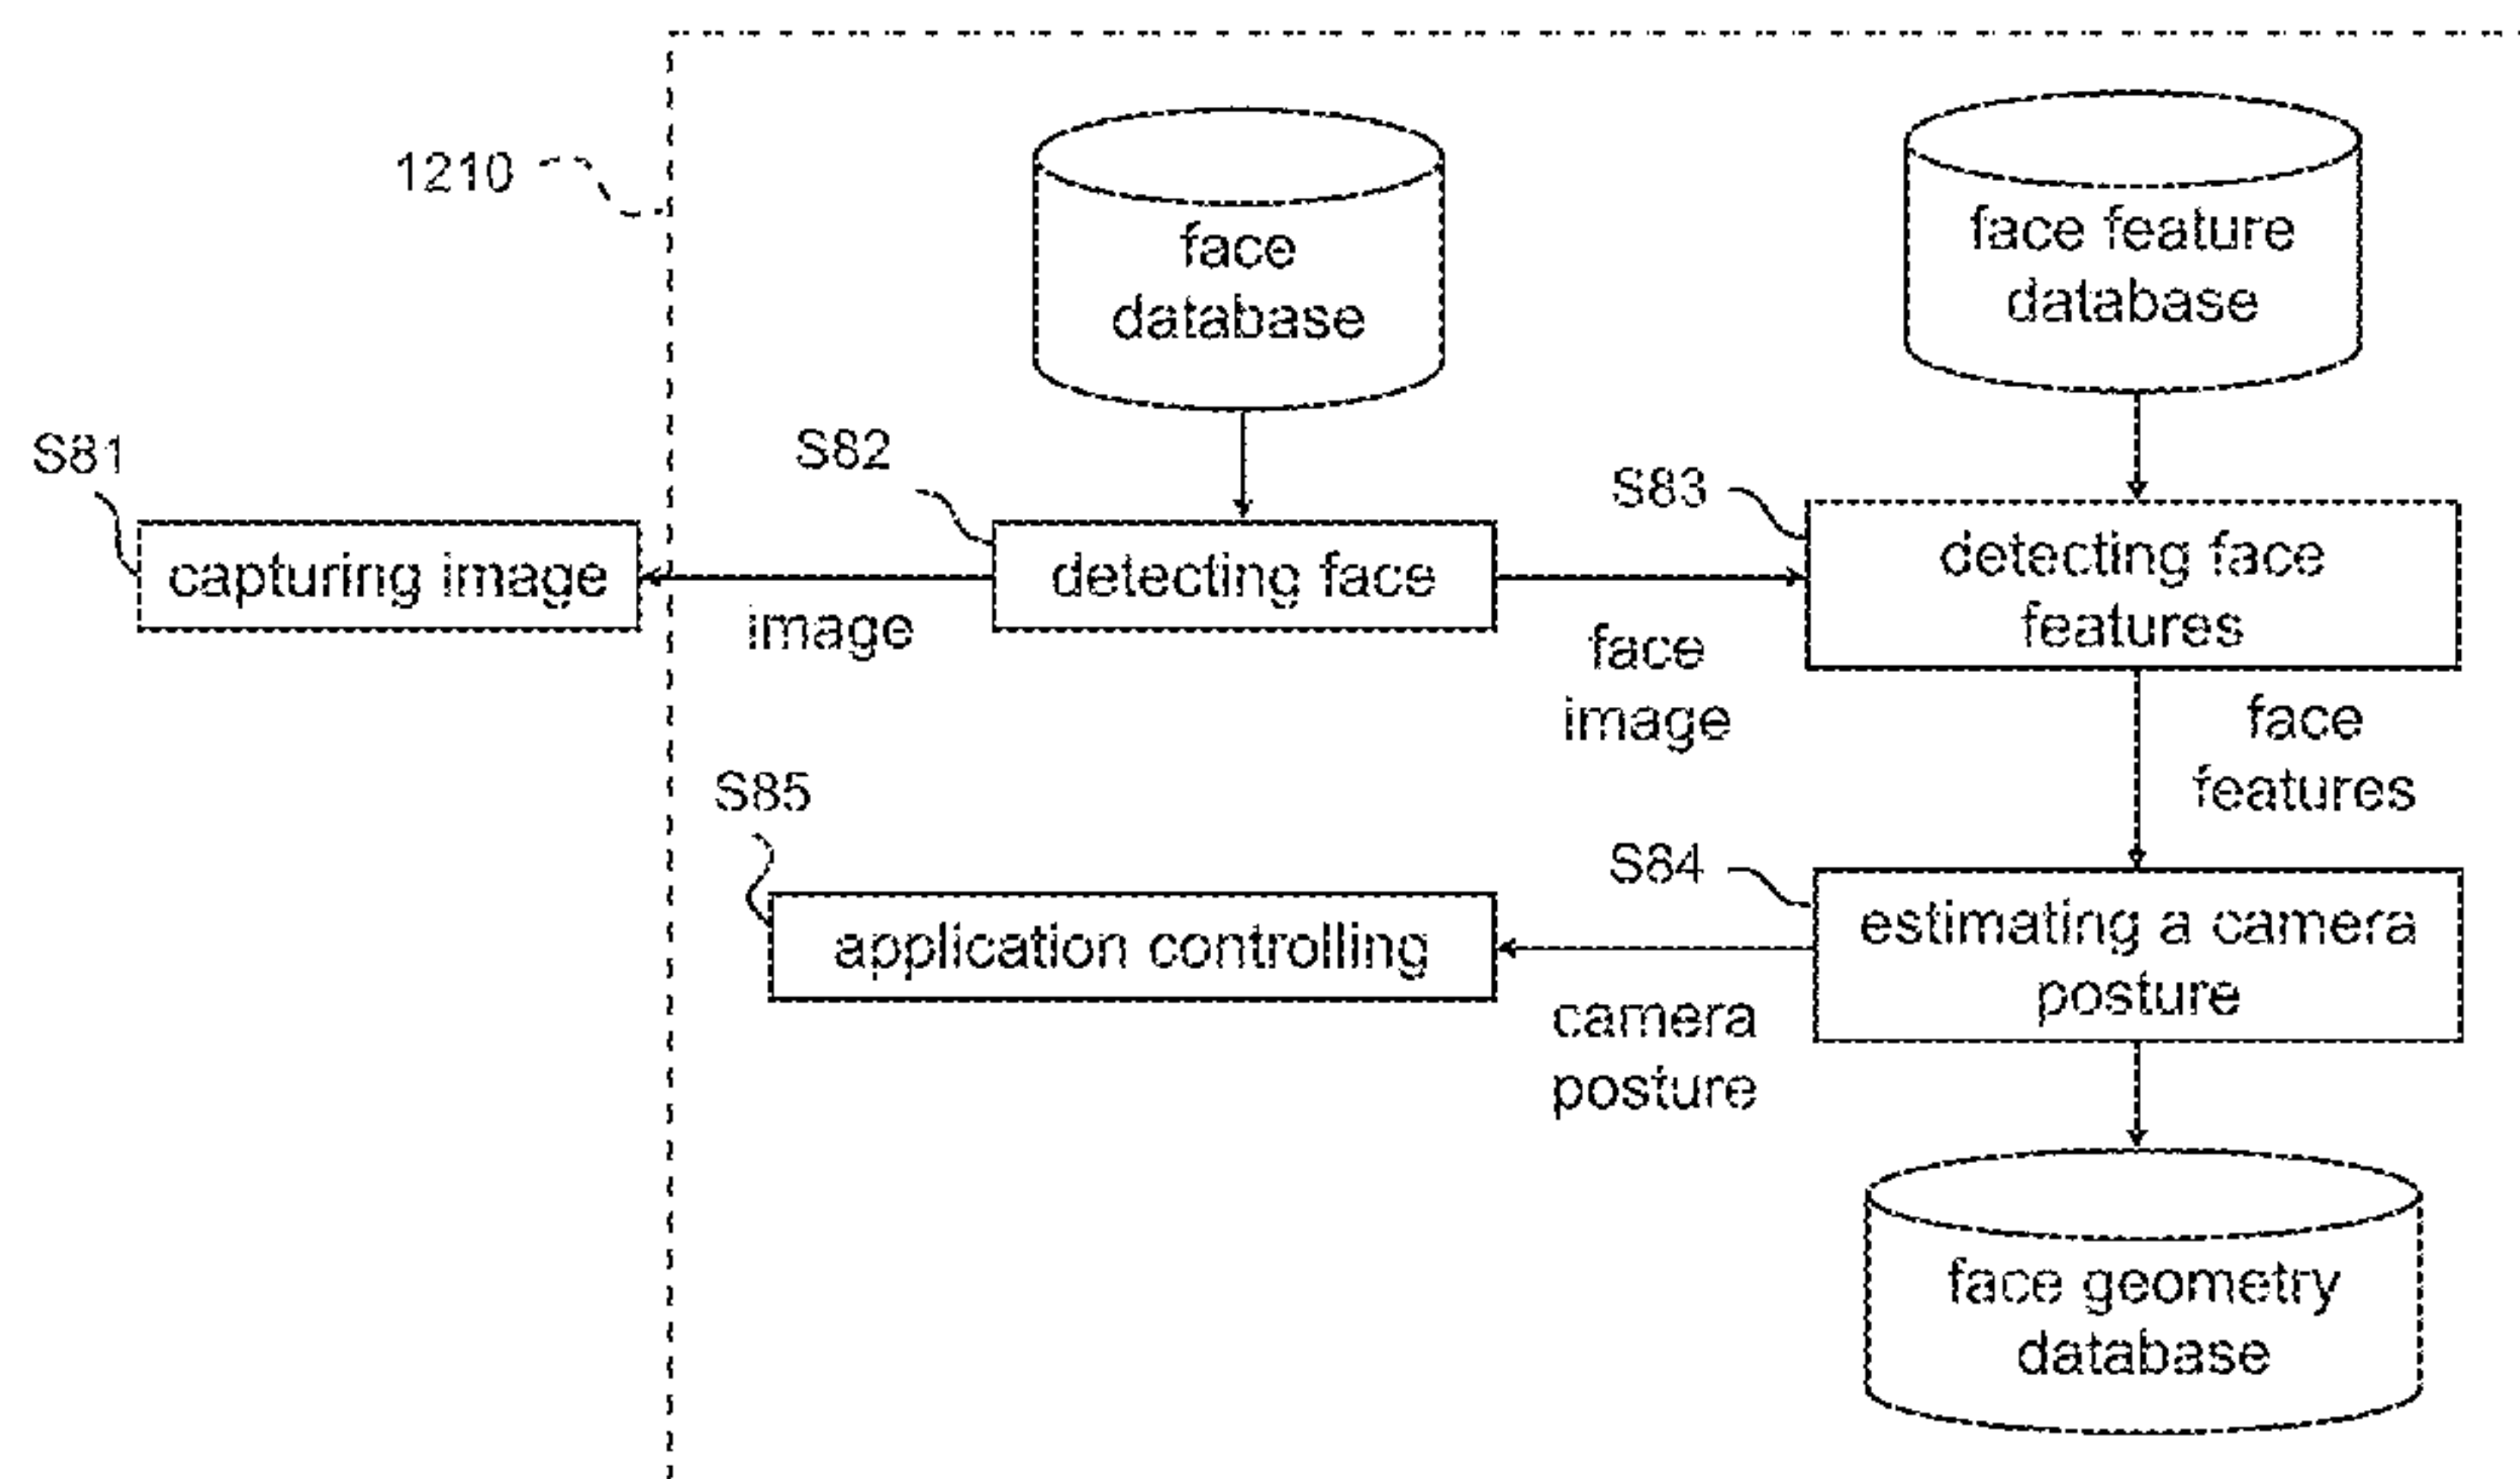 1210
face
database
face feature
database
S81
S82
S83
capturing image
image
detecting face
face
image
detecting face
features
face
features
S85
S84
application controlling
camera
posture
estimating a camera
posture
face geometry
database